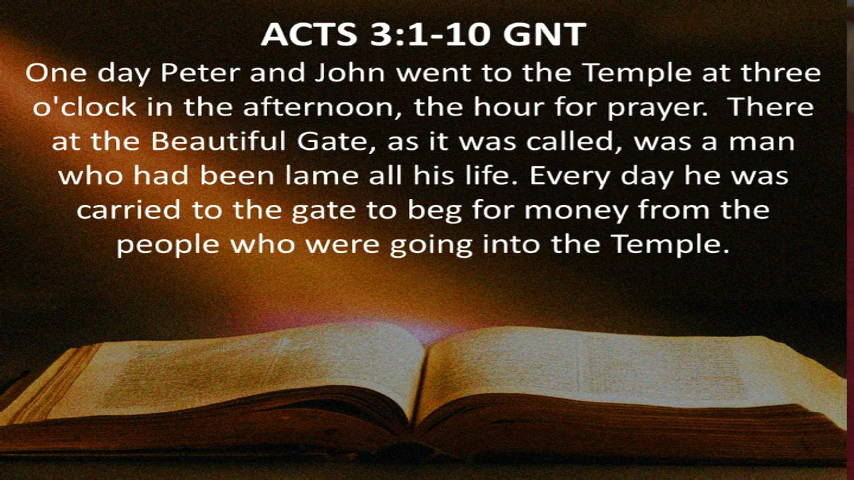 ACTS 3:1-10 GNT
One day Peter and John went to the Temple at three
o'clock in the afternoon, the hour for prayer.  There
at the Beautiful Gate, as it was called, was a man
who had been lame all his life. Every day he was
carried to the gate to beg for money from the
people who were going into the Temple.